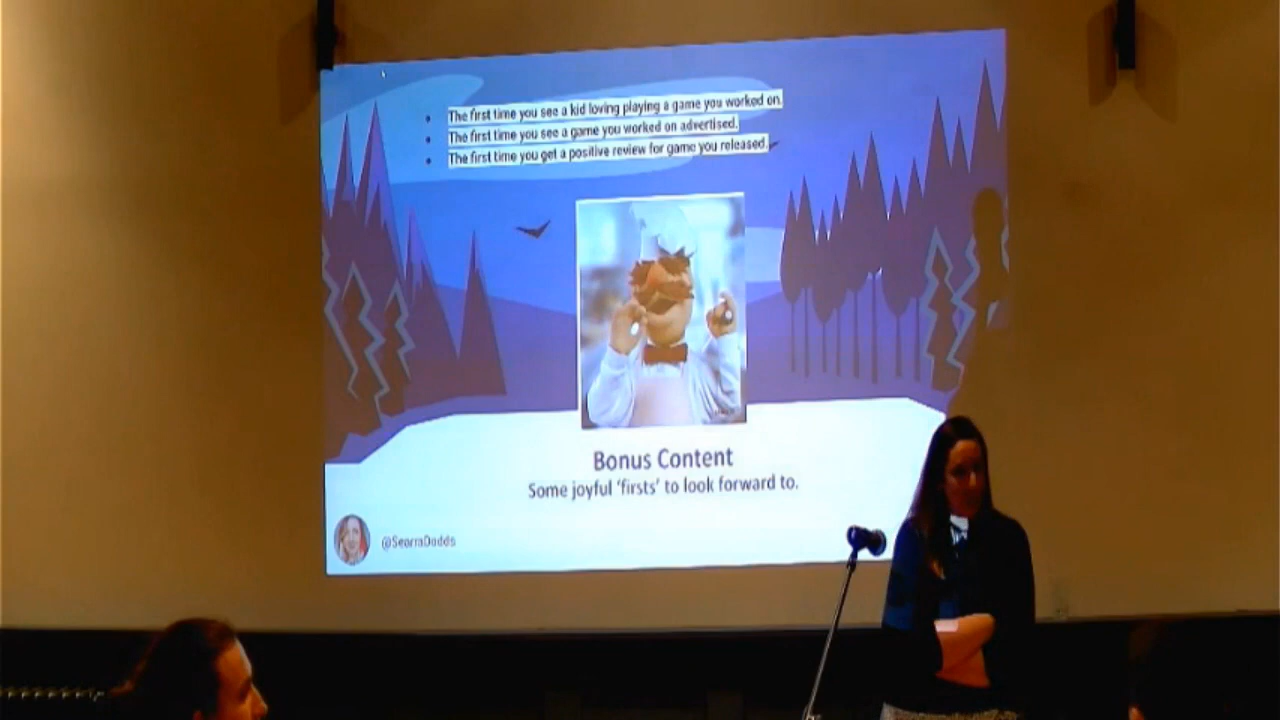 The first time you see a kid loving playing a game you worked on.
The first time you see a game you worked on advertised.
The first time you get a positive review for game you released.
Bonus Content
Some joyful 'firsts' to look forward to.
@SeorraDodds